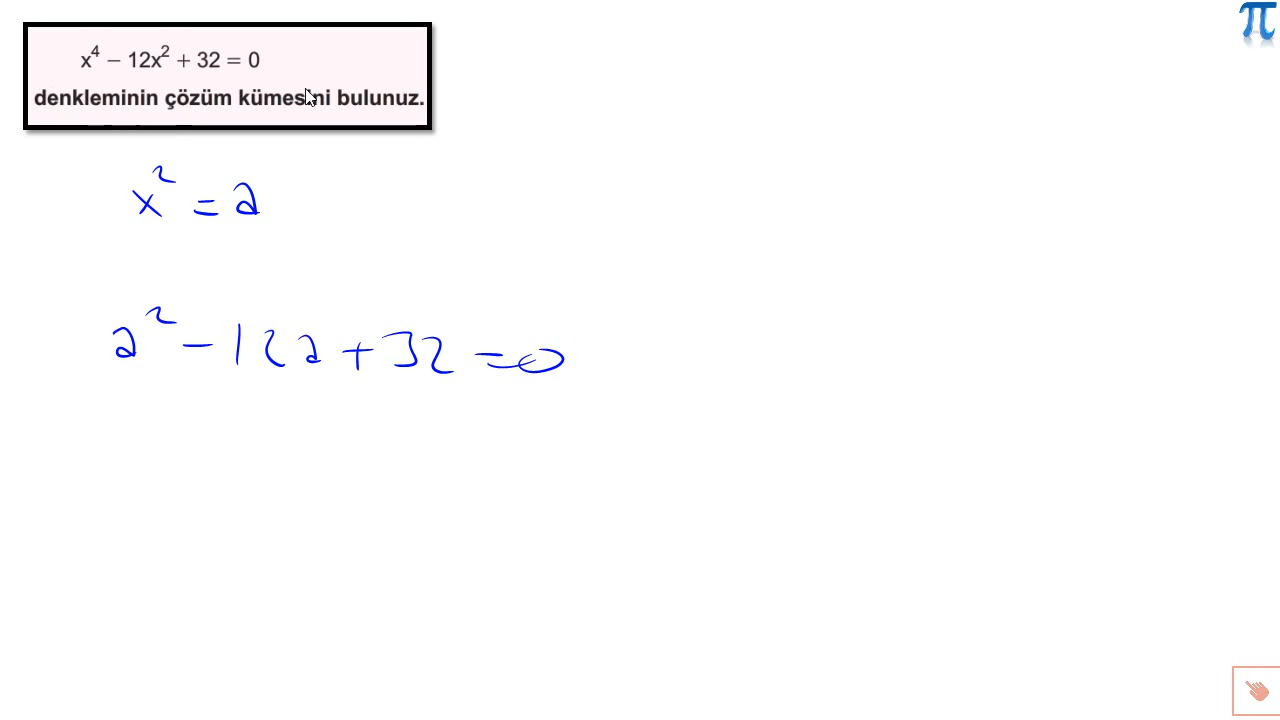 x⁴ − 12x² + 32 = 0
denkleminin çözüm kümesini bulunuz.
x² = a
a² − 12a + 32 = 0
π